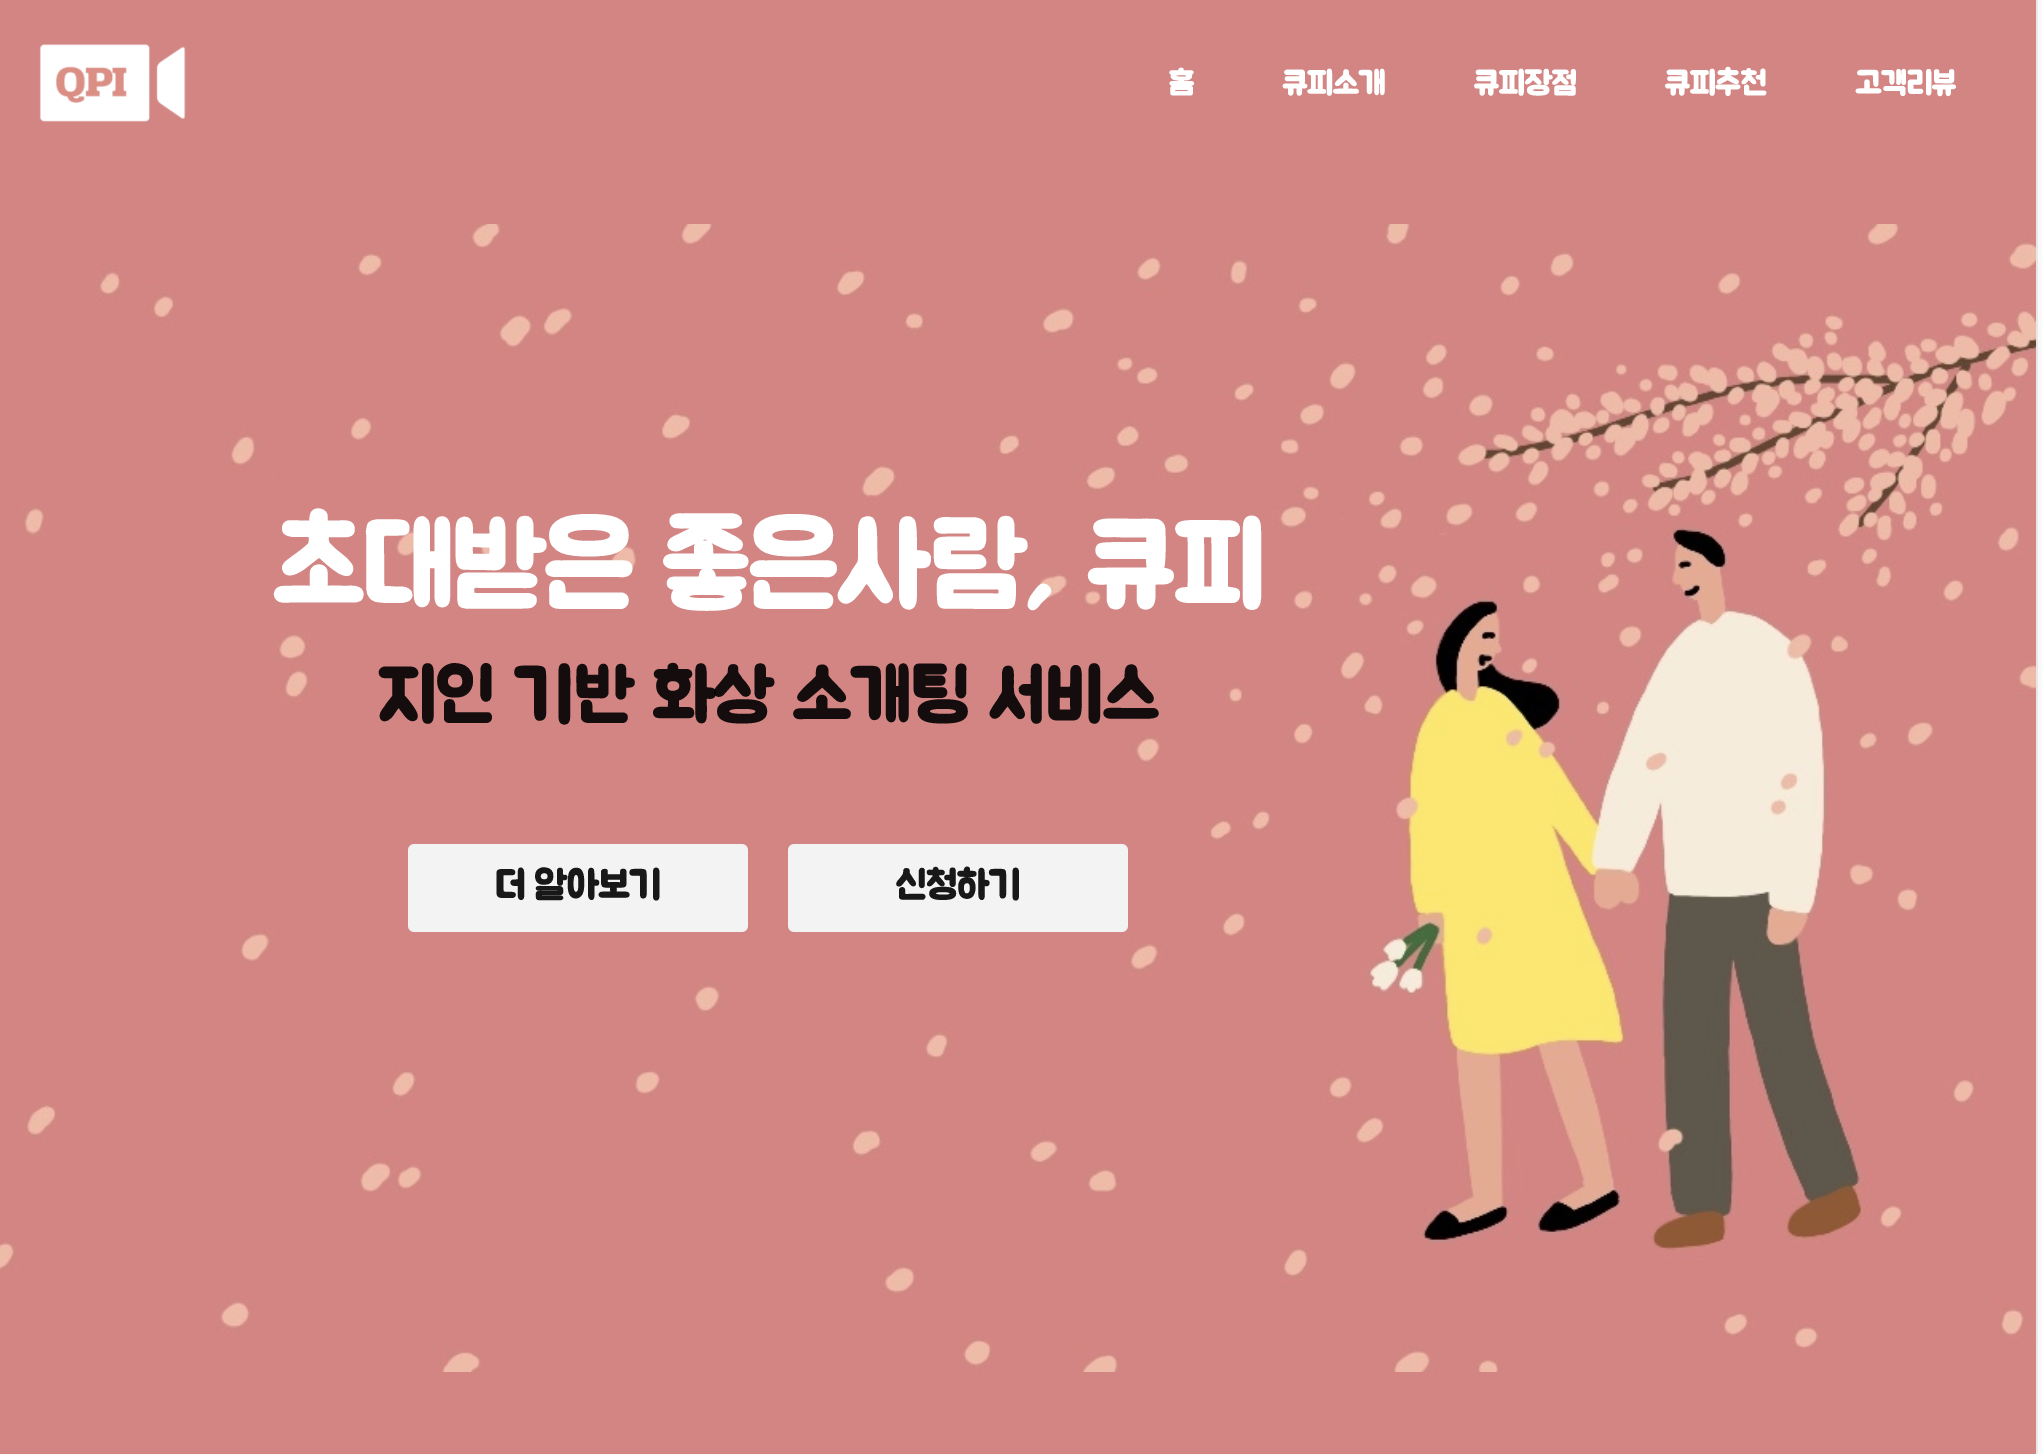 QPI
홈 큐피소개 큐피장점 큐피추천 고객리뷰
초대받은 좋은사람, 큐피
지인 기반 화상 소개팅 서비스
더 알아보기 신청하기